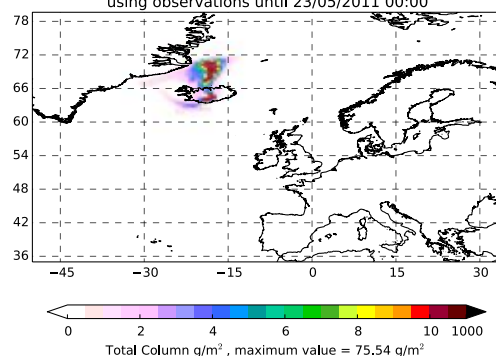 using observations until 23/05/2011 00:00
78
72
66
60
54
48
42
36
−45 −30 −15 0 15 30
0 2 4 6 8 10 1000
Total Column g/m² , maximum value = 75.54 g/m²